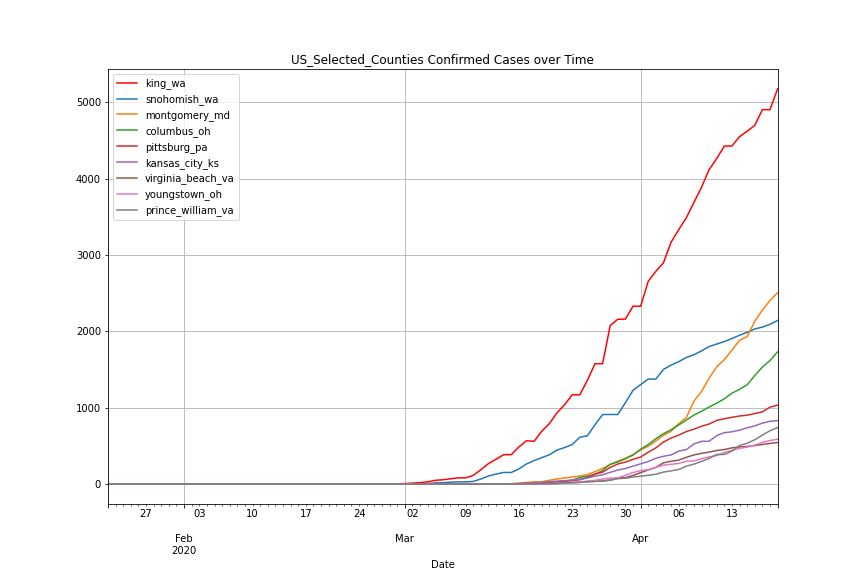 US_Selected_Counties Confirmed Cases over Time
king_wa
snohomish_wa
montgomery_md
columbus_oh
pittsburg_pa
kansas_city_ks
virginia_beach_va
youngstown_oh
prince_william_va
5000
4000
3000
2000
1000
0
27 03 10 17 24 02 09 16 23 30 06 13
Feb Mar Apr
2020
Date